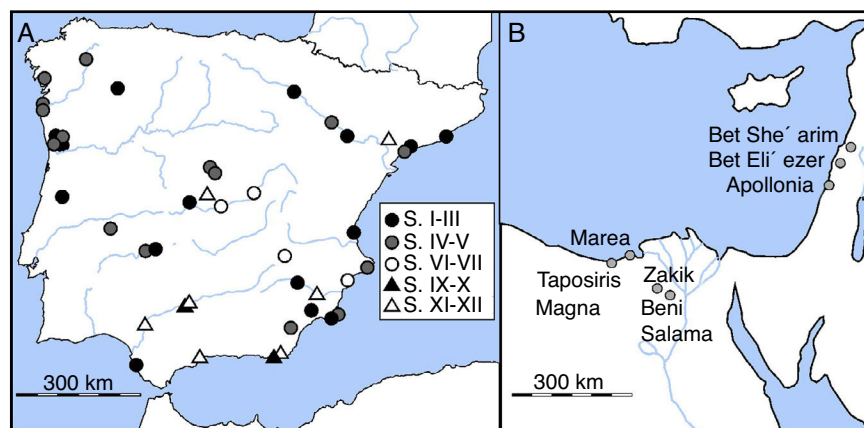 A
S. I-III
S. IV-V
S. VI-VII
S. IX-X
S. XI-XII
300 km
B
Bet She´ arim
Bet Eli´ ezer
Apollonia
Marea
Taposiris
Magna
Zakik
Beni
Salama
300 km